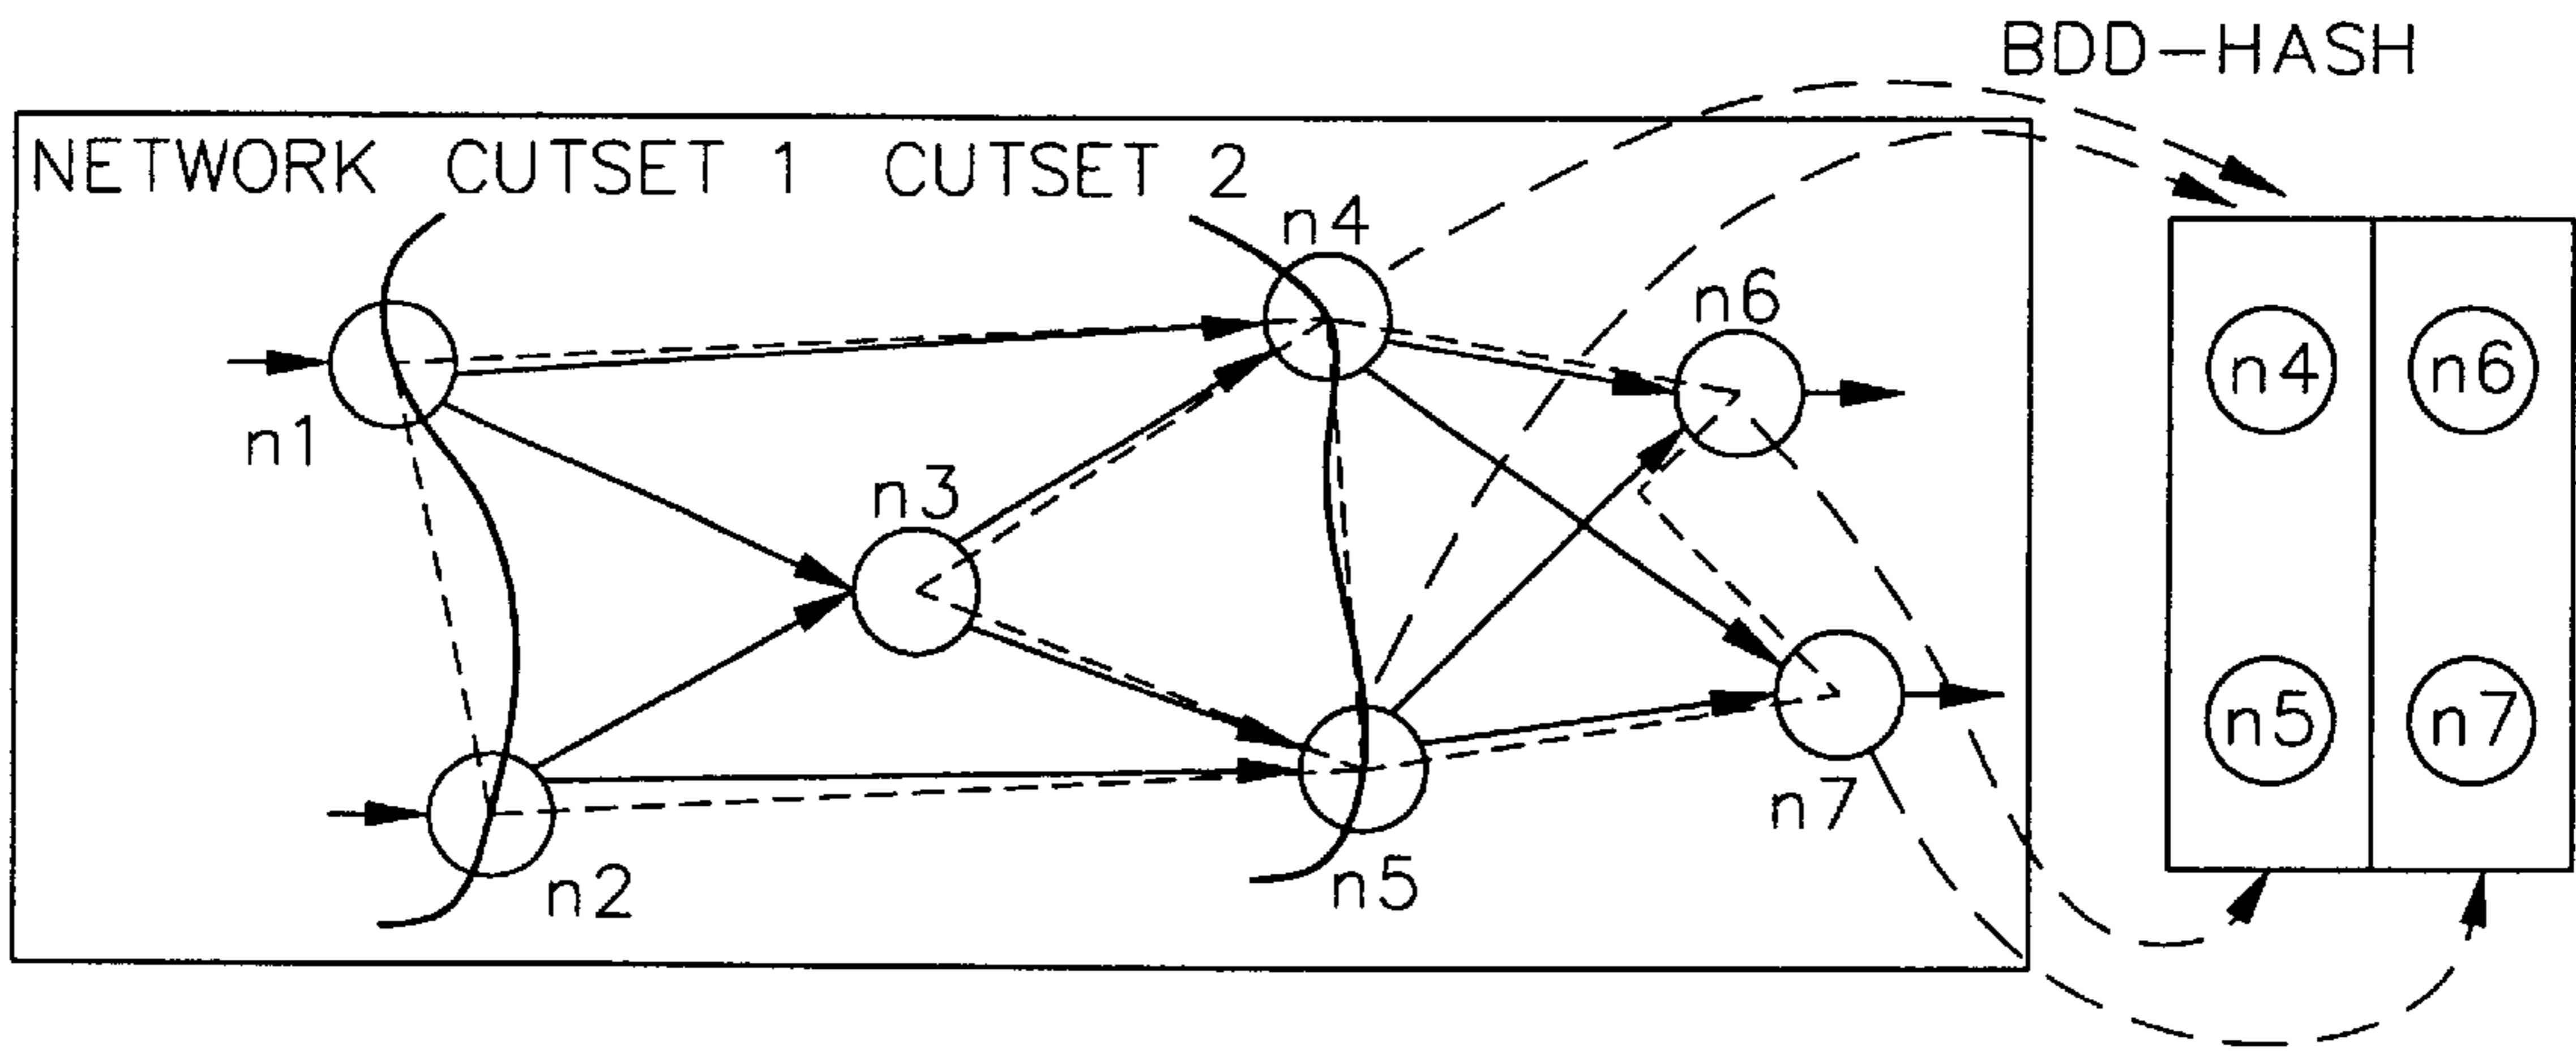 BDD-HASH
NETWORK CUTSET 1 CUTSET 2
n4
n6
n4 n6
n1
n3
n5 n7
n7
n2
n5